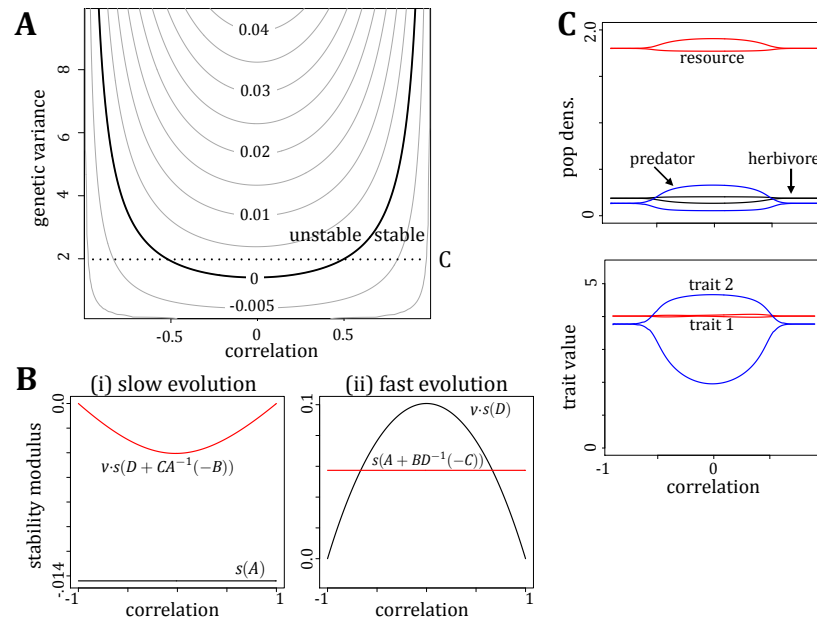 A
genetic variance
8
6
4
2
0.04
0.03
0.02
0.01
unstable stable
0
-0.005
C
-0.5
0
0.5
correlation
B
(i) slow evolution
stability modulus
0.0
-.014
v·s(D + CA⁻¹(−B))
s(A)
-1
1
correlation
(ii) fast evolution
0.1
0.0
v·s(D)
s(A + BD⁻¹(−C))
-1
1
correlation
C
pop dens.
2.0
0
resource
predator
herbivore
trait value
5
0
trait 2
trait 1
-1
0
correlation